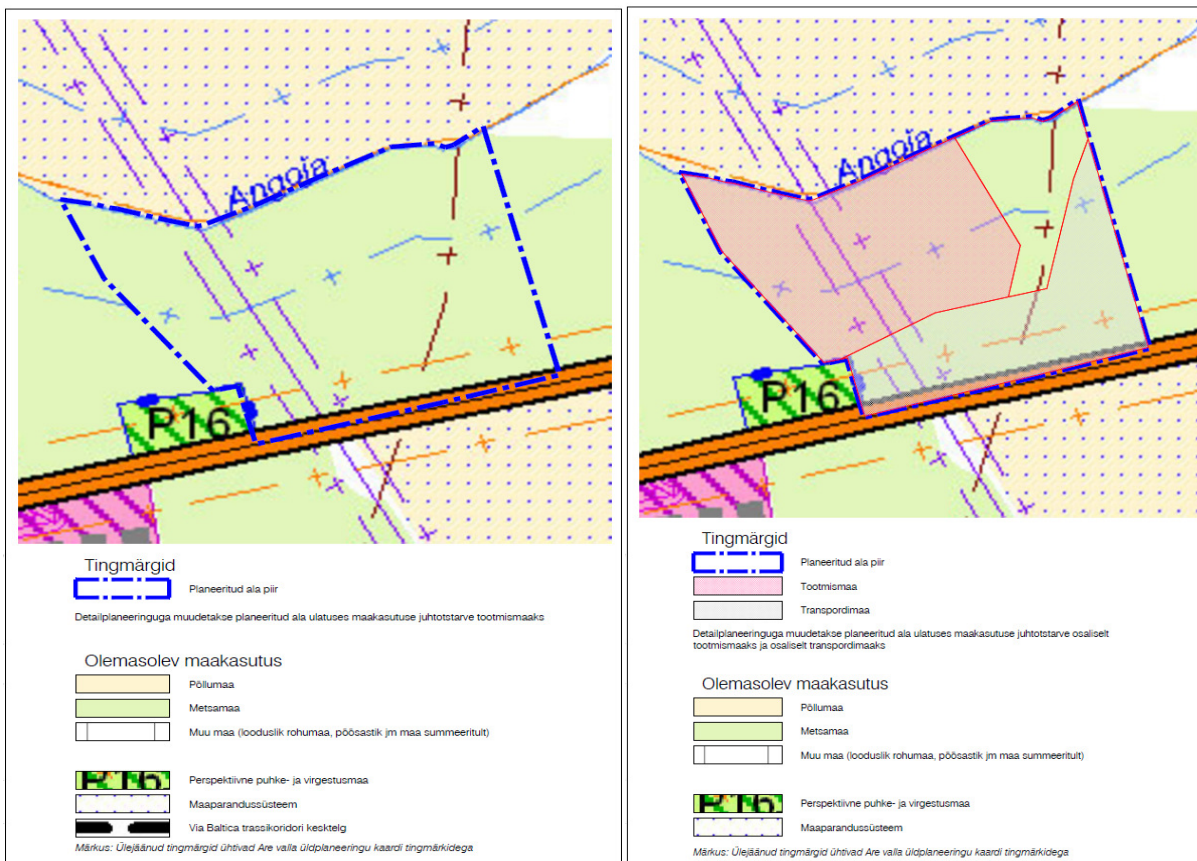 Angoja
P16
Tingmärgid
Planeeritud ala piir
Detailplaneeringuga muudetakse planeeritud ala ulatuses maakasutuse juhtotstarve tootmismaaks
Olemasolev maakasutus
Põllumaa
Metsamaa
Muu maa (looduslik rohumaa, põõsastik jm maa summeeritult)
P16
Perspektiivne puhke- ja virgestusmaa
Maaparandussüsteem
Via Baltica trassikoridori kesktelg
Märkus: Ülejäänud tingmärgid ühtivad Are valla üldplaneeringu kaardi tingmärkidega
Angoja
P16
Tingmärgid
Planeeritud ala piir
Tootmismaa
Transpordimaa
Detailplaneeringuga muudetakse planeeritud ala ulatuses maakasutuse juhtotstarve osaliselt
tootmismaaks ja osaliselt transpordimaaks
Olemasolev maakasutus
Põllumaa
Metsamaa
Muu maa (looduslik rohumaa, põõsastik jm maa summeeritult)
P16
Perspektiivne puhke- ja virgestusmaa
Maaparandussüsteem
Märkus: Ülejäänud tingmärgid ühtivad Are valla üldplaneeringu kaardi tingmärkidega